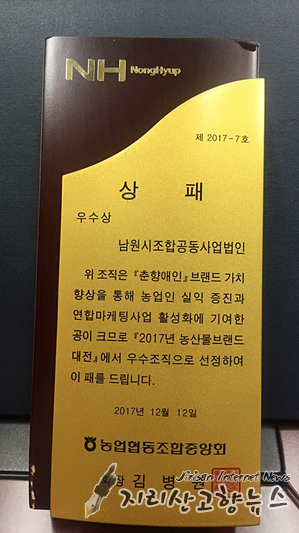 NH NongHyup
제 2017-7호
상 패
우수상
남원시조합공동사업법인
위 조직은 『춘향애인』브랜드 가치
향상을 통해 농업인 실익 증진과
연합마케팅사업 활성화에 기여한
공이 크므로 『2017년 농산물브랜드
대전』에서 우수조직으로 선정하여
이 패를 드립니다.
2017년 12월 12일
농업협동조합중앙회
회장 김 병
Jirisan Internet News
지리산고향뉴스